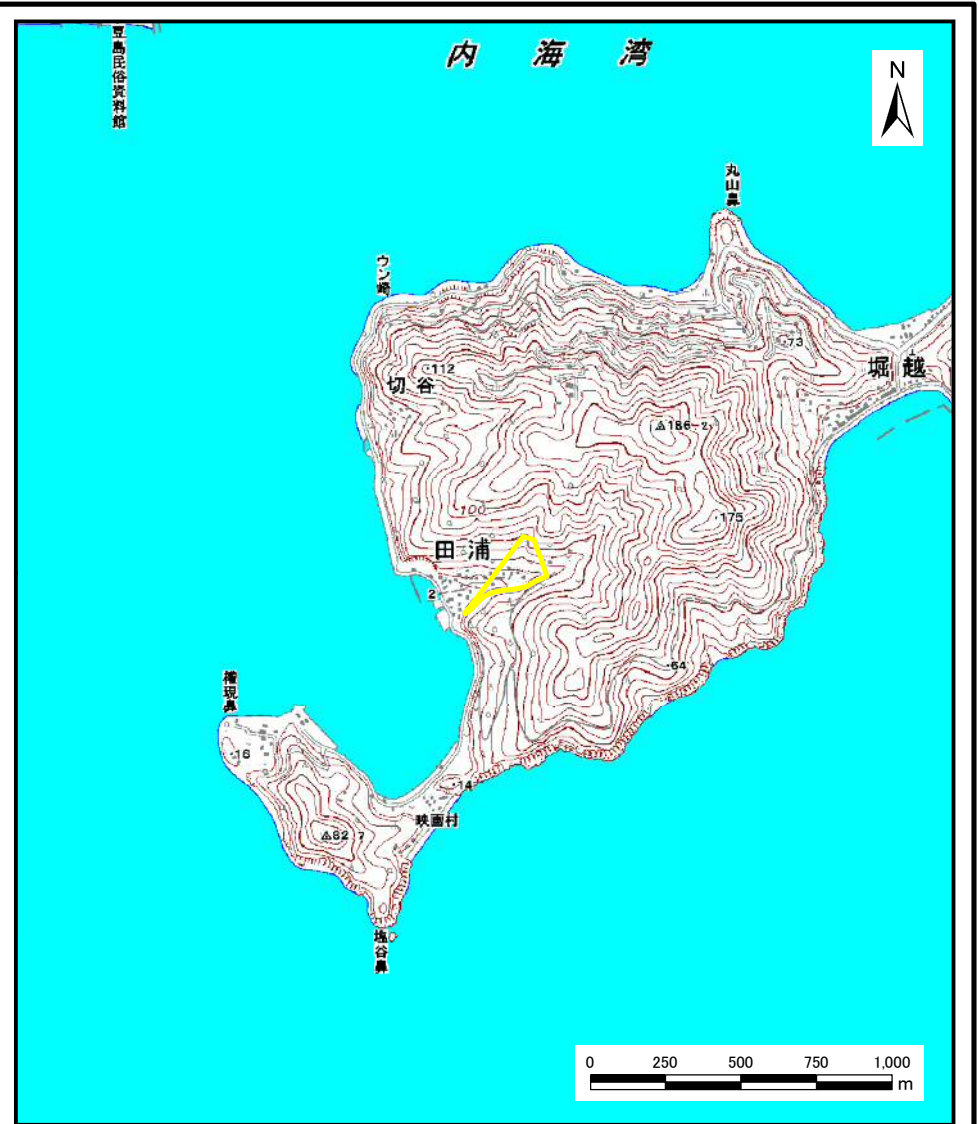 豆島民俗資料館
内海湾
N
丸山鼻
ウン崎
73
堀越
112
切谷
186.2
175
100
田浦
2
64
権現鼻
16
14
映画村
82.7
塩谷鼻
0 250 500 750 1,000
m